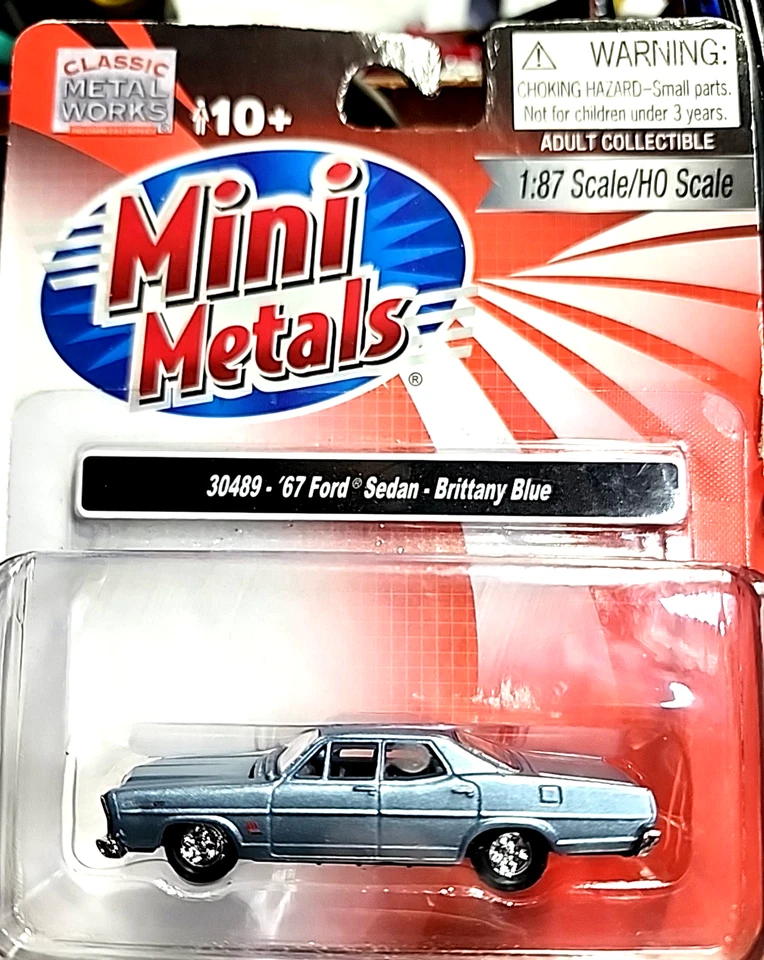 CLASSIC
METAL
WORKS®
10+
WARNING:
CHOKING HAZARD–Small parts.
Not for children under 3 years.
ADULT COLLECTIBLE
1:87 Scale/HO Scale
Mini
Metals®
30489 - '67 Ford® Sedan - Brittany Blue